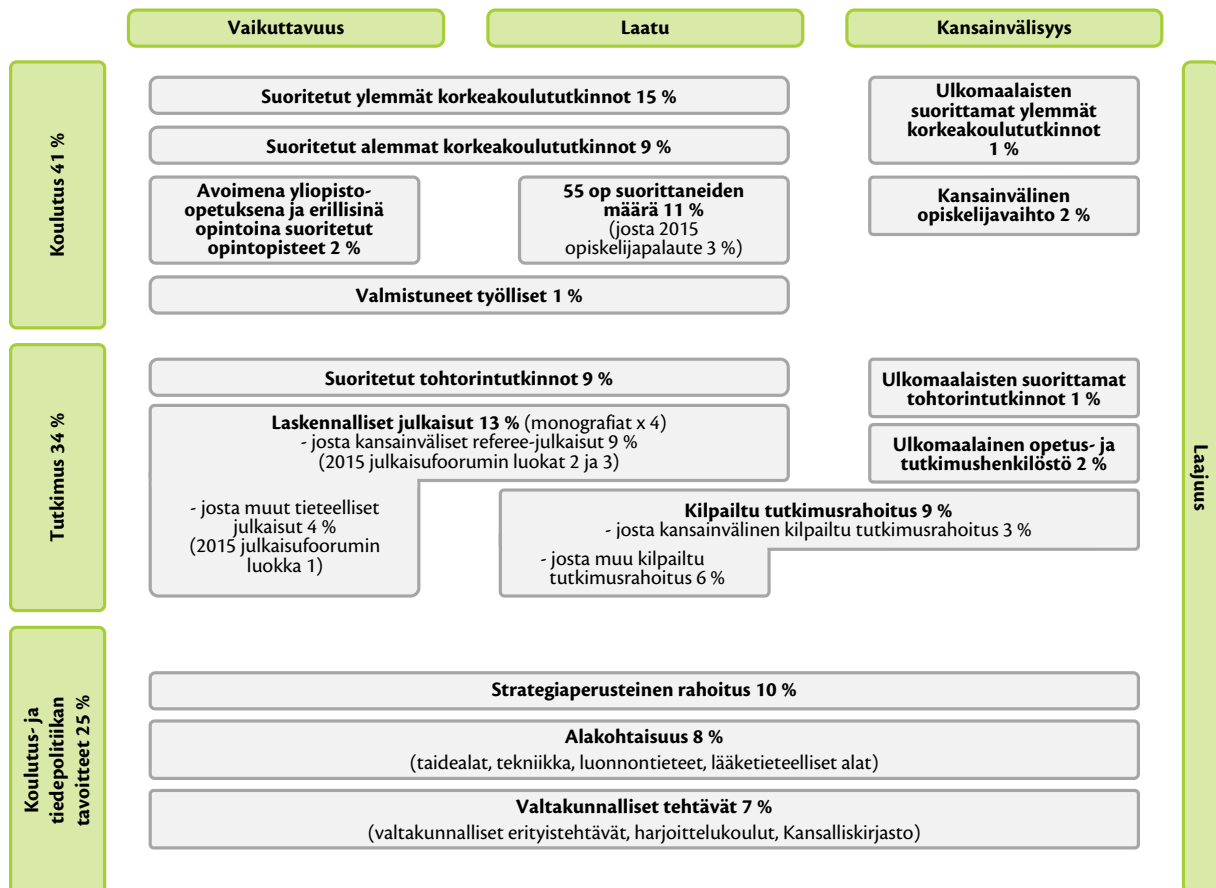 Vaikuttavuus
Laatu
Kansainvälisyys
Koulutus 41 %
Suoritetut ylemmät korkeakoulututkinnot 15 %
Ulkomaalaisten
suorittamat ylemmät
korkeakoulututkinnot
1 %
Suoritetut alemmat korkeakoulututkinnot 9 %
Avoimena yliopisto-
opetuksena ja erillisinä
opintoina suoritetut
opintopisteet 2 %
55 op suorittaneiden
määrä 11 %
(josta 2015
opiskelijapalaute 3 %)
Kansainvälinen
opiskelijavaihto 2 %
Valmistuneet työlliset 1 %
Tutkimus 34 %
Suoritetut tohtorintutkinnot 9 %
Ulkomaalaisten suorittamat
tohtorintutkinnot 1 %
Laskennalliset julkaisut 13 % (monografiat x 4)
- josta kansainväliset referee-julkaisut 9 %
(2015 julkaisufoorumin luokat 2 ja 3)
Ulkomaalainen opetus- ja
tutkimushenkilöstö 2 %
- josta muut tieteelliset
julkaisut 4 %
(2015 julkaisufoorumin
luokka 1)
Kilpailtu tutkimusrahoitus 9 %
- josta kansainvälinen kilpailtu tutkimusrahoitus 3 %
- josta muu kilpailtu
tutkimusrahoitus 6 %
Laajuus
Koulutus- ja
tiedepolitiikan
tavoitteet 25 %
Strategiaperusteinen rahoitus 10 %
Alakohtaisuus 8 %
(taidealat, tekniikka, luonnontieteet, lääketieteelliset alat)
Valtakunnalliset tehtävät 7 %
(valtakunnalliset erityistehtävät, harjoittelukoulut, Kansalliskirjasto)